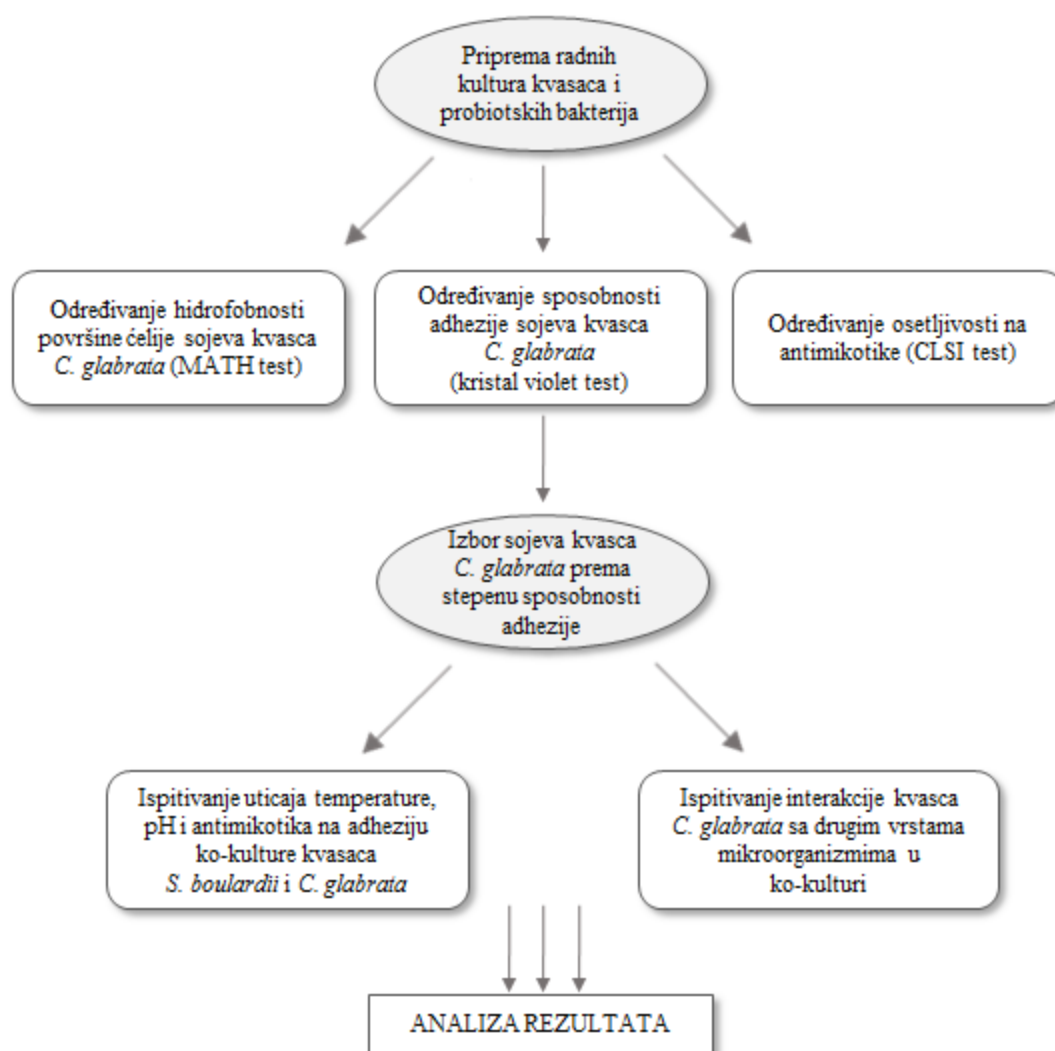 Priprema radnih
kultura kvasaca i
probiotskih bakterija
Određivanje hidrofobnosti
površine ćelije sojeva kvasca
C. glabrata (MATH test)
Određivanje sposobnosti
adhezije sojeva kvasca
C. glabrata
(kristal violet test)
Određivanje osetljivosti na
antimikotike (CLSI test)
Izbor sojeva kvasca
C. glabrata prema
stepenu sposobnosti
adhezije
Ispitivanje uticaja temperature,
pH i antimikotika na adheziju
ko-kulture kvasaca
S. boulardii i C. glabrata
Ispitivanje interakcije kvasca
C. glabrata sa drugim vrstama
mikroorganizmima u
ko-kulturi
ANALIZA REZULTATA